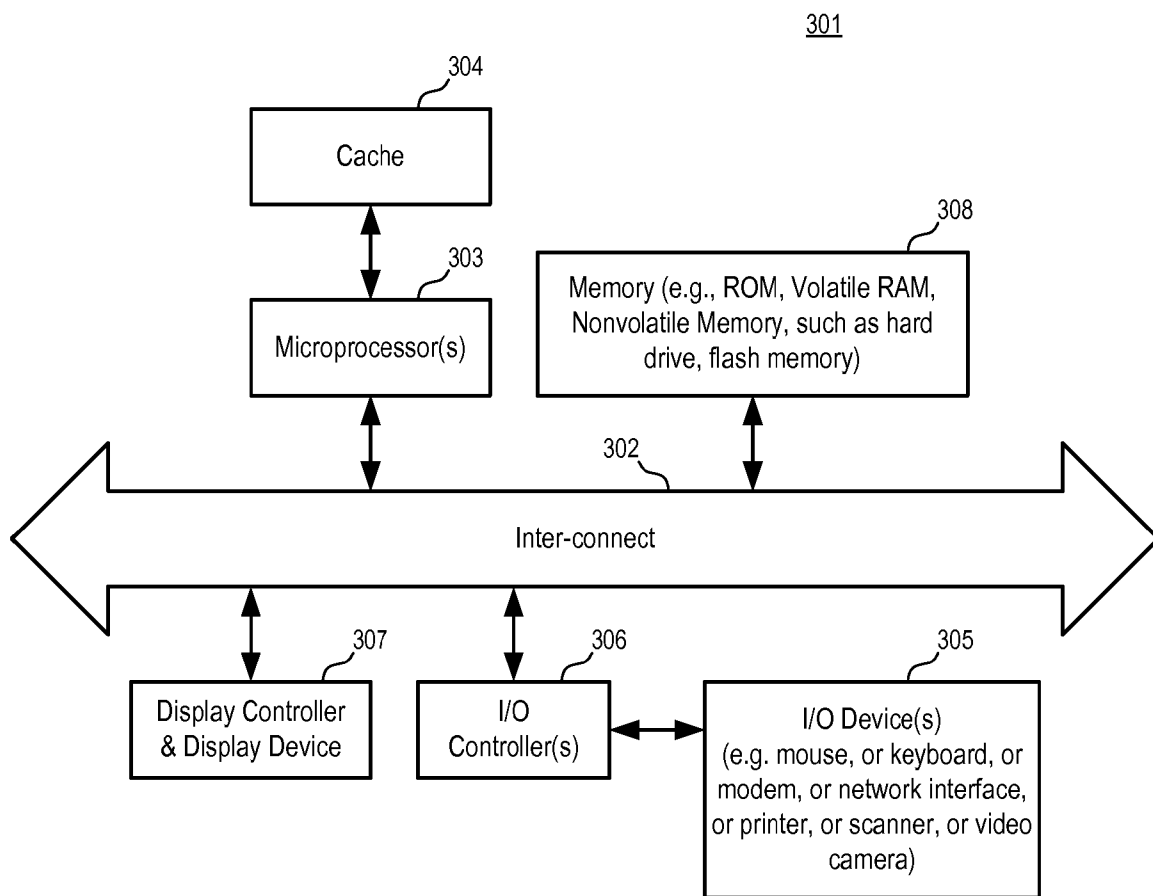 301
304
Cache
303
Microprocessor(s)
308
Memory (e.g., ROM, Volatile RAM,
Nonvolatile Memory, such as hard
drive, flash memory)
302
Inter-connect
307
Display Controller
& Display Device
306
I/O
Controller(s)
305
I/O Device(s)
(e.g. mouse, or keyboard, or
modem, or network interface,
or printer, or scanner, or video
camera)